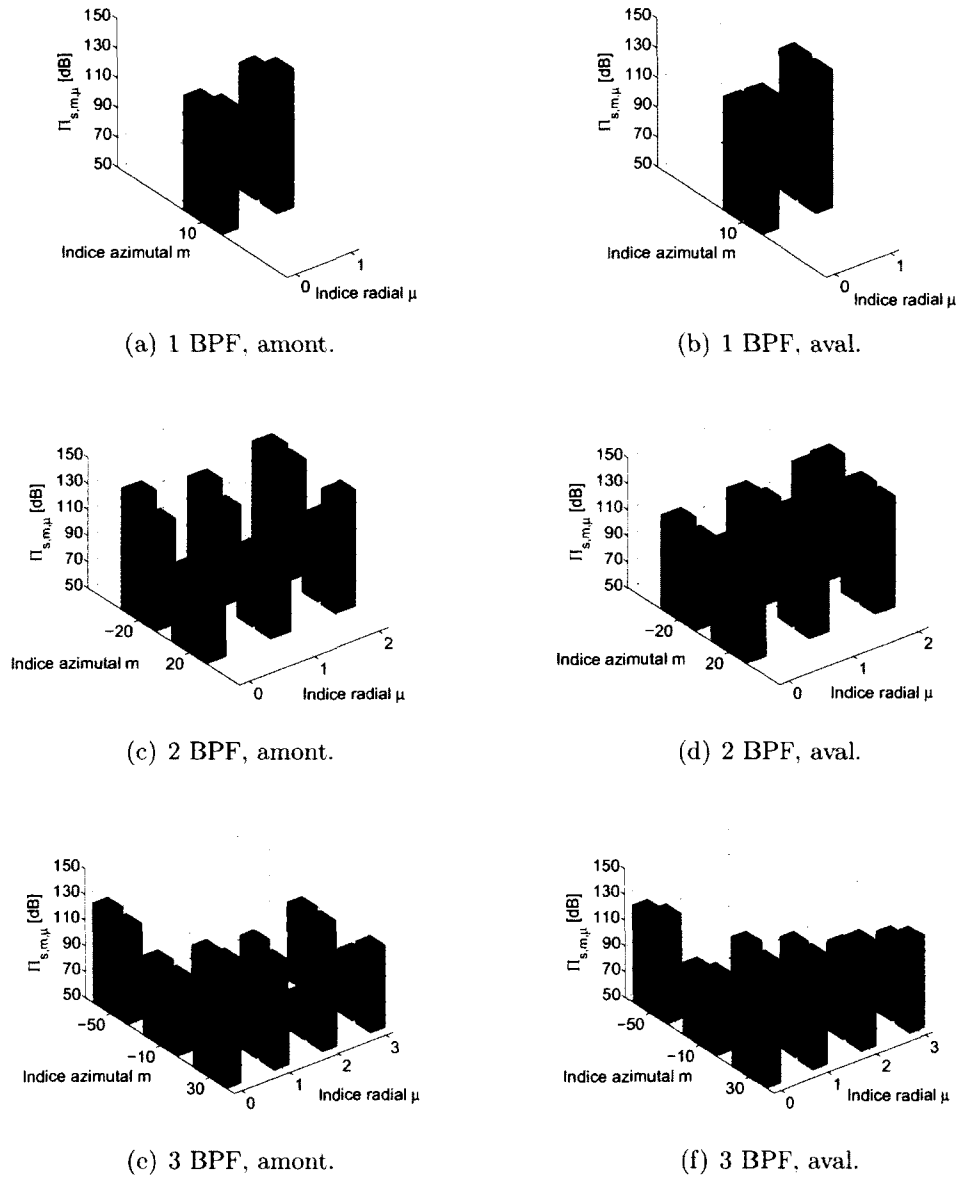 150
130
110
90
70
50
Π_{s,m,μ} [dB]
10
Indice azimutal m
0
1
Indice radial μ
(a) 1 BPF, amont.
150
130
110
90
70
50
Π_{s,m,μ} [dB]
10
Indice azimutal m
0
1
Indice radial μ
(b) 1 BPF, aval.
150
130
110
90
70
50
Π_{s,m,μ} [dB]
−20
20
Indice azimutal m
0
1
2
Indice radial μ
(c) 2 BPF, amont.
150
130
110
90
70
50
Π_{s,m,μ} [dB]
−20
20
Indice azimutal m
0
1
2
Indice radial μ
(d) 2 BPF, aval.
150
130
110
90
70
50
Π_{s,m,μ} [dB]
−50
−10
30
Indice azimutal m
0
1
2
3
Indice radial μ
(e) 3 BPF, amont.
150
130
110
90
70
50
Π_{s,m,μ} [dB]
−50
−10
30
Indice azimutal m
0
1
2
3
Indice radial μ
(f) 3 BPF, aval.